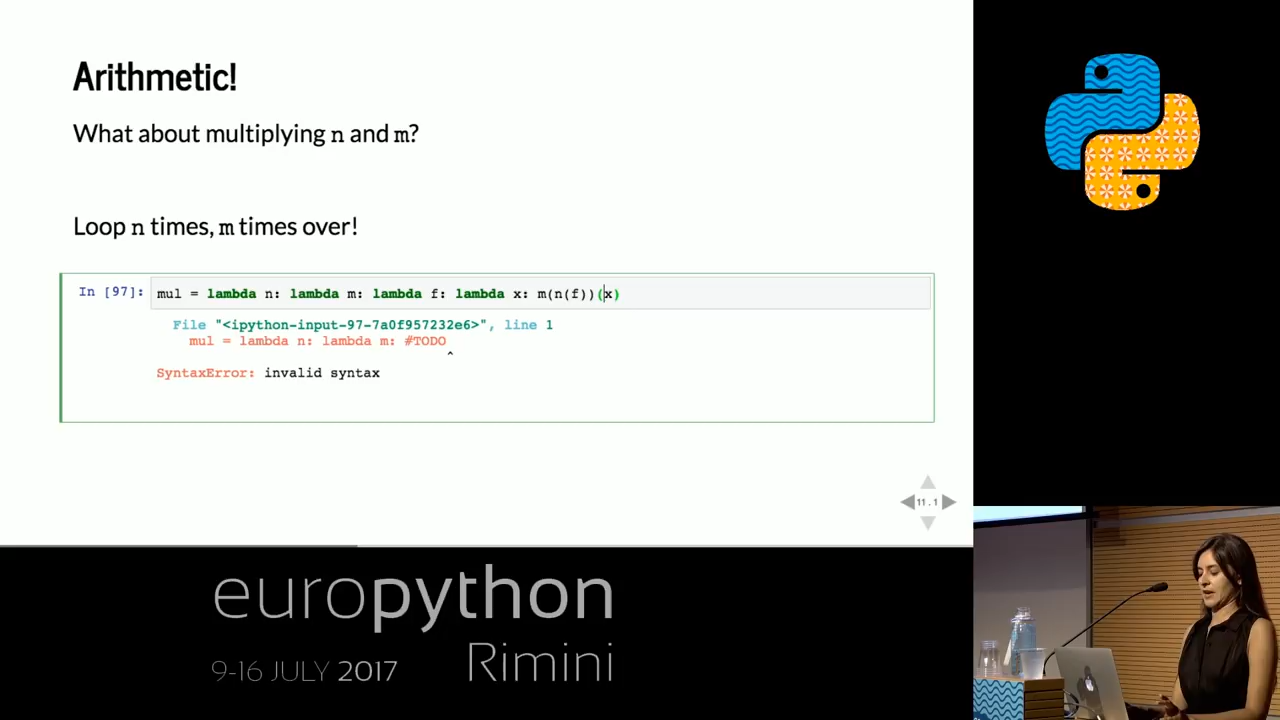 Arithmetic!
What about multiplying n and m?
Loop n times, m times over!
In [97]: mul = lambda n: lambda m: lambda f: lambda x: m(n(f))(x)
File "<ipython-input-97-7a0f957232e6>", line 1
mul = lambda n: lambda m: #TODO
^
SyntaxError: invalid syntax
11.1
europython
Rimini
9-16 JULY 2017